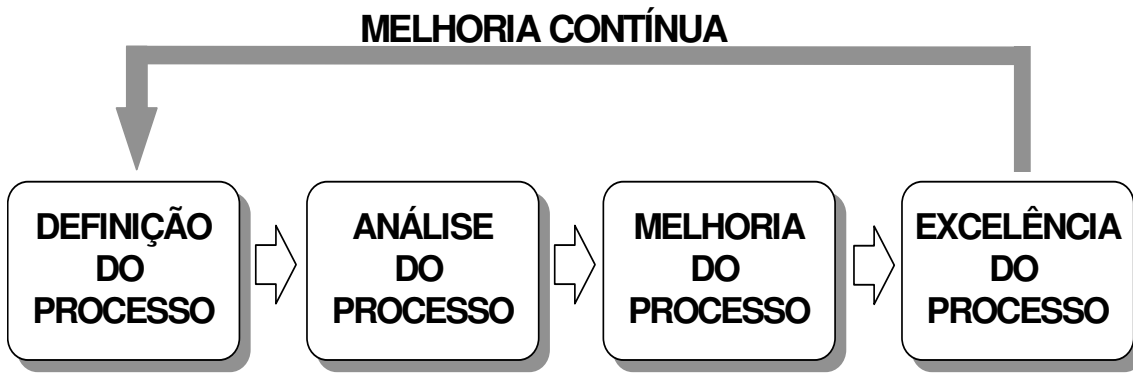 MELHORIA CONTÍNUA
DEFINIÇÃO
DO
PROCESSO
ANÁLISE
DO
PROCESSO
MELHORIA
DO
PROCESSO
EXCELÊNCIA
DO
PROCESSO